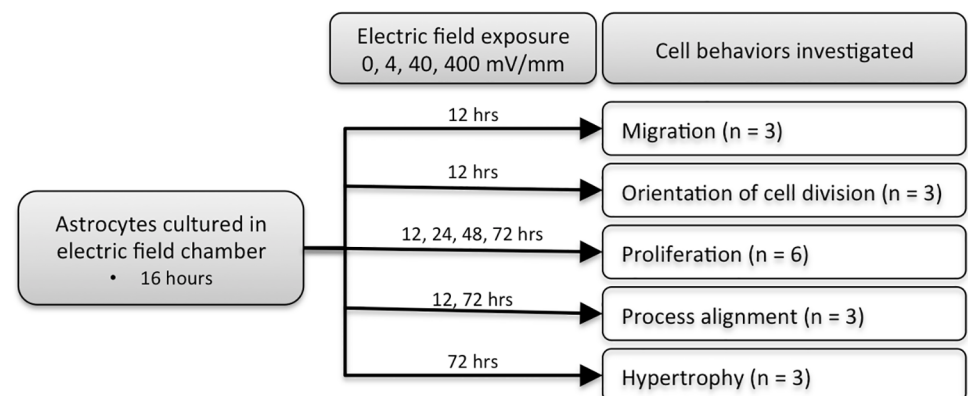 Electric field exposure
0, 4, 40, 400 mV/mm
Cell behaviors investigated
Astrocytes cultured in
electric field chamber
• 16 hours
12 hrs
Migration (n = 3)
12 hrs
Orientation of cell division (n = 3)
12, 24, 48, 72 hrs
Proliferation (n = 6)
12, 72 hrs
Process alignment (n = 3)
72 hrs
Hypertrophy (n = 3)